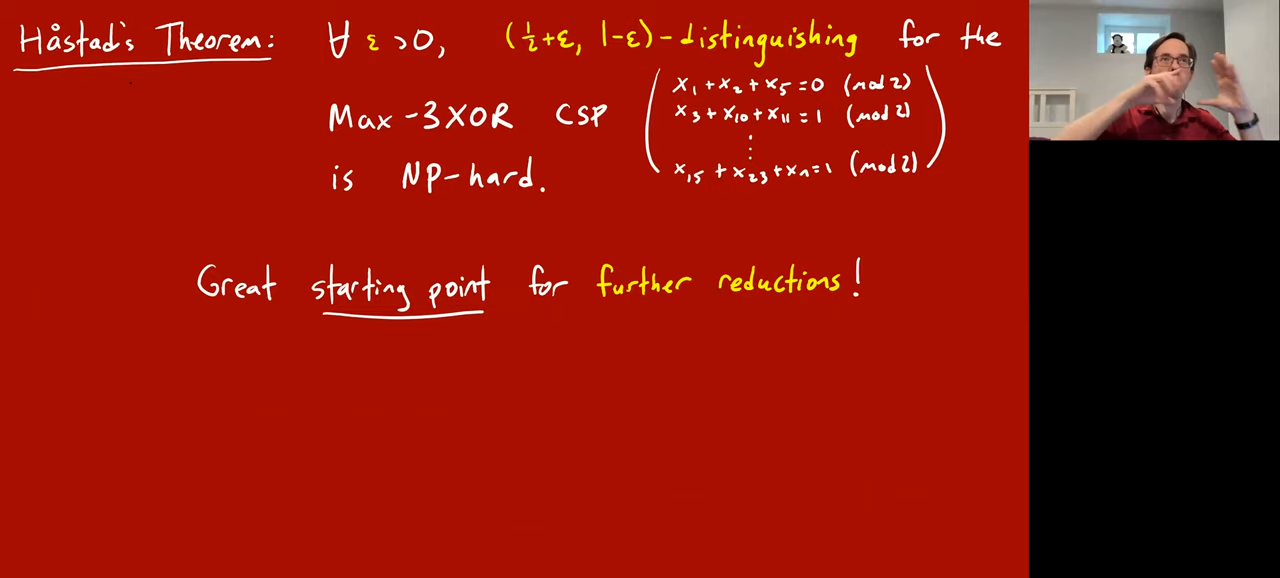 Håstad's Theorem: ∀ ε >0, (½+ε, 1-ε)-distinguishing for the
Max-3XOR CSP
is NP-hard.
x₁ + x₂ + x₅ = 0 (mod 2)
x₃ + x₁₀ + x₁₁ = 1 (mod 2)
⋮
x₁₅ + x₂₃ + xₙ = 1 (mod 2)
Great starting point for further reductions!